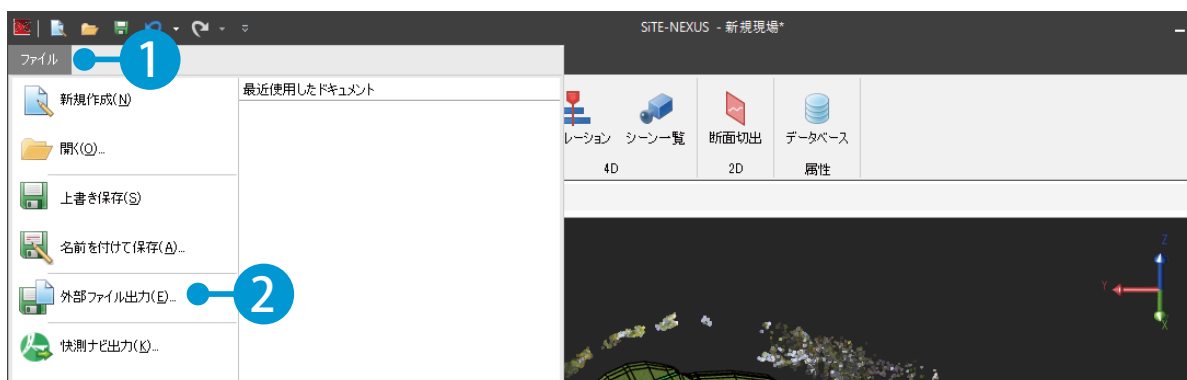 SiTE-NEXUS - 新規現場*
ファイル
1
最近使用したドキュメント
新規作成(N)
開く(O)...
上書き保存(S)
名前を付けて保存(A)...
外部ファイル出力(E)...
2
快測ナビ出力(K)...
レーション
シーン一覧
断面切出
データベース
4D
2D
属性
Z
Y
X